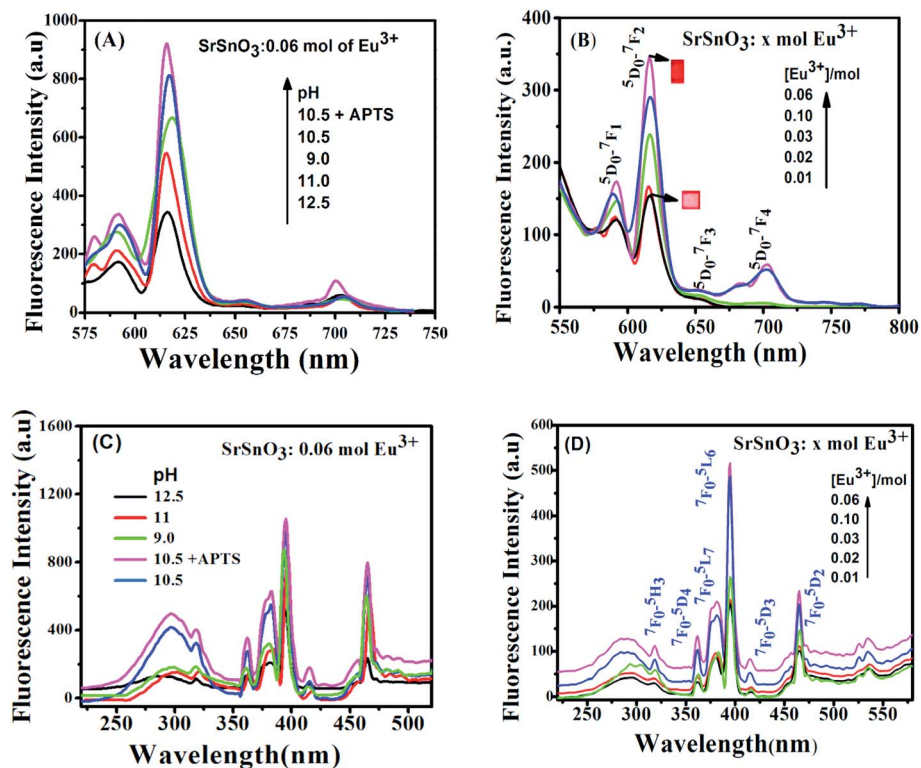 (A)
SrSnO3:0.06 mol of Eu3+
pH
10.5 + APTS
10.5
9.0
11.0
12.5
Fluorescence Intensity (a.u)
1000
800
600
400
200
0
575
600
625
650
675
700
725
750
Wavelength (nm)
(B)
SrSnO3: x mol Eu3+
[Eu3+]/mol
0.06
0.10
0.03
0.02
0.01
5D0-7F1
5D0-7F2
5D0-7F3
5D0-7F4
Fluorescence Intensity (a.u.)
400
350
300
250
200
150
100
50
0
550
600
650
700
750
800
Wavelength (nm)
(C)
SrSnO3: 0.06 mol Eu3+
pH
12.5
11
9.0
10.5 +APTS
10.5
Fluorescence Intensity (a.u)
1600
1200
800
400
0
250
300
350
400
450
500
Wavelength(nm)
(D)
SrSnO3: x mol Eu3+
[Eu3+]/mol
0.06
0.10
0.03
0.02
0.01
7F0-5H3
7F0-5D4
7F0-5L7
7F0-5L6
7F0-5D3
7F0-5D2
Fluorescence Intensity (a.u)
600
500
400
300
200
100
0
250
300
350
400
450
500
550
Wavelength(nm)